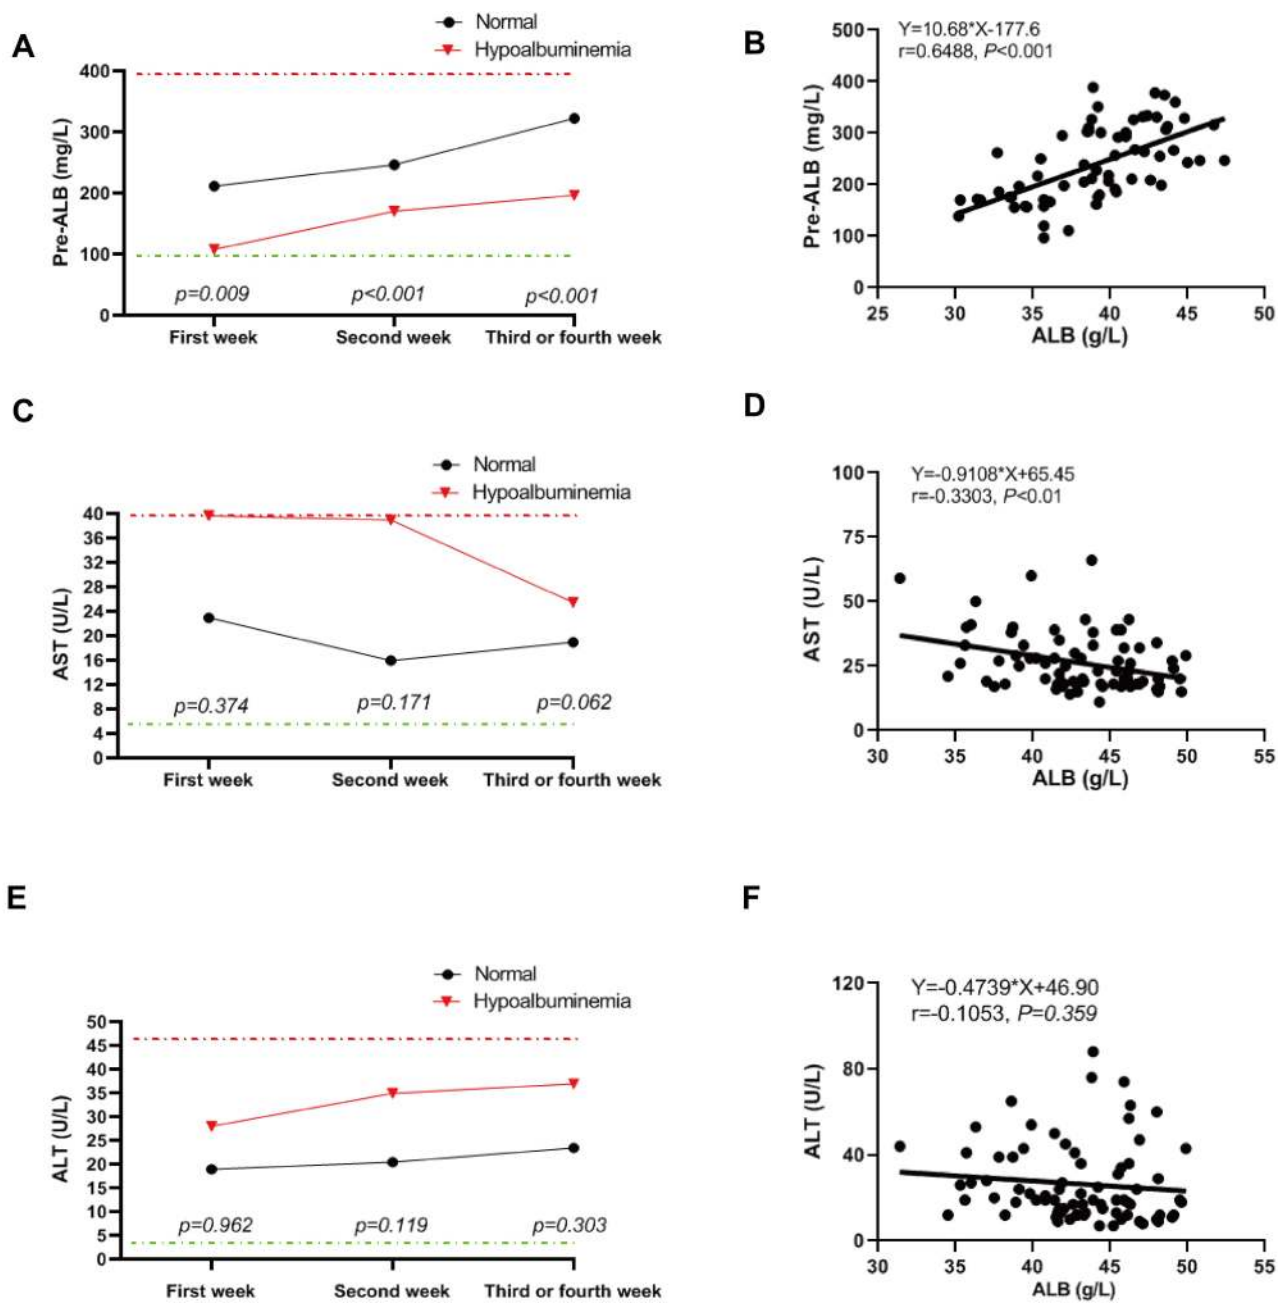 A
Normal
Hypoalbuminemia
400
300
200
100
0
Pre-ALB (mg/L)
p=0.009
p<0.001
p<0.001
First week
Second week
Third or fourth week
B
Y=10.68*X-177.6
r=0.6488, P<0.001
500
400
300
200
100
0
Pre-ALB (mg/L)
25
30
35
40
45
50
ALB (g/L)
C
Normal
Hypoalbuminemia
40
36
32
28
24
20
16
12
8
4
0
AST (U/L)
p=0.374
p=0.171
p=0.062
First week
Second week
Third or fourth week
D
Y=-0.9108*X+65.45
r=-0.3303, P<0.01
100
75
50
25
0
AST (U/L)
30
35
40
45
50
55
ALB (g/L)
E
Normal
Hypoalbuminemia
50
45
40
35
30
25
20
15
10
5
0
ALT (U/L)
p=0.962
p=0.119
p=0.303
First week
Second week
Third or fourth week
F
Y=-0.4739*X+46.90
r=-0.1053, P=0.359
120
80
40
0
ALT (U/L)
30
35
40
45
50
55
ALB (g/L)